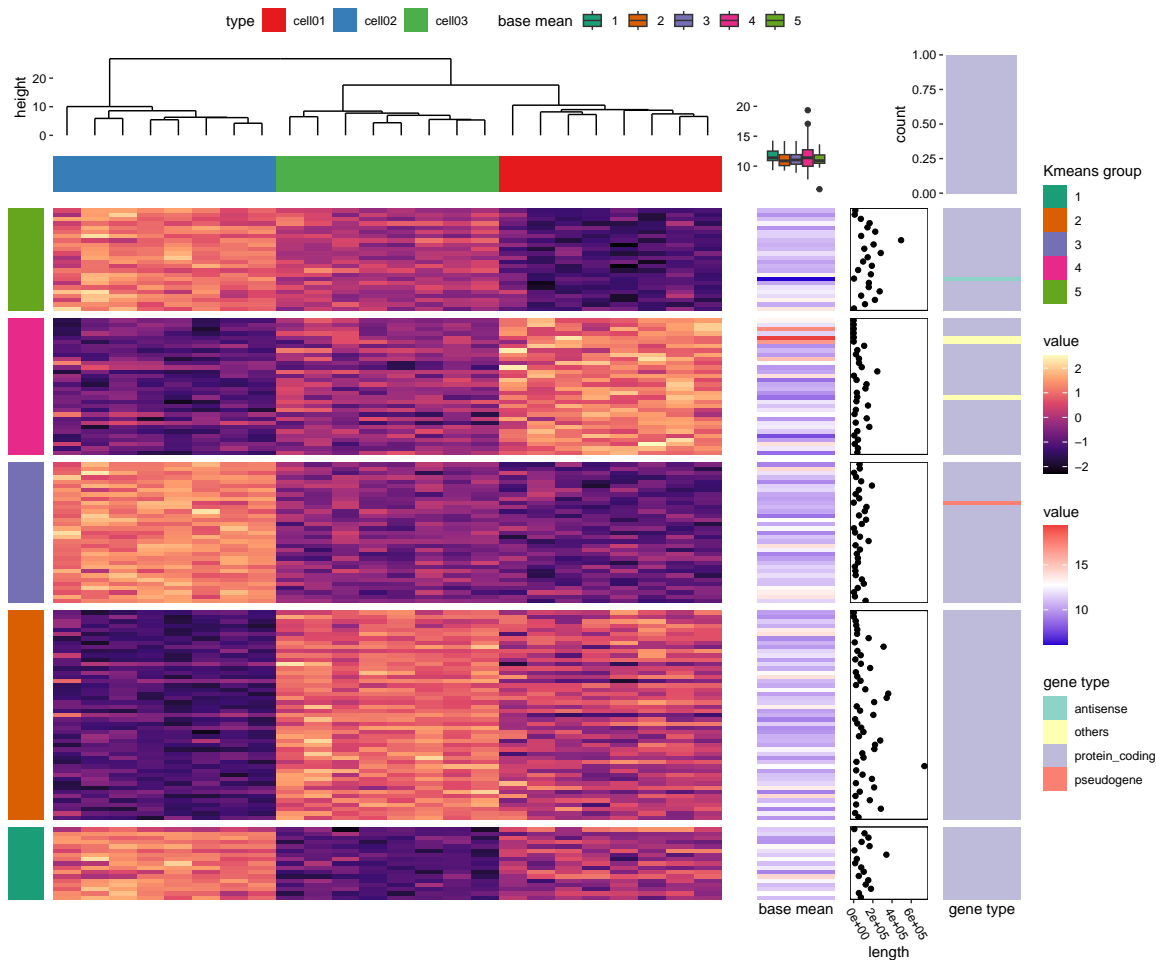 type cell01 cell02 cell03 base mean 1 2 3 4 5
height
20
10
0
20
15
10
count
1.00
0.75
0.50
0.25
0.00
Kmeans group
1
2
3
4
5
value
2
1
0
−1
−2
value
15
10
gene type
antisense
others
protein_coding
pseudogene
base mean
0e+00
2e+05
4e+05
6e+05
length
gene type